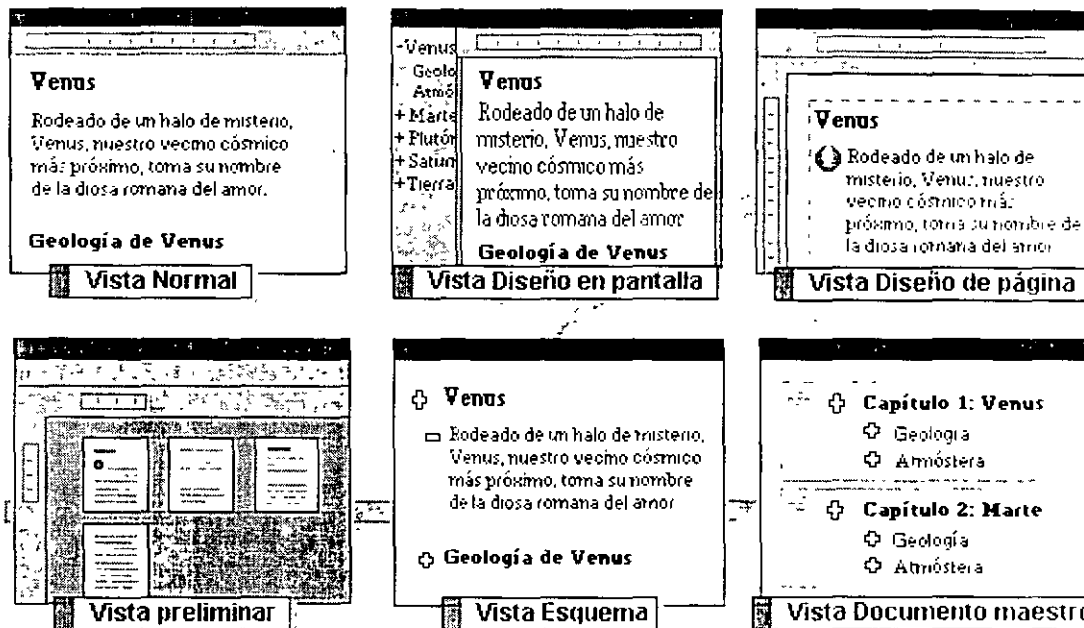 Venus
Rodeado de un halo de misterio,
Venus, nuestro vecino cósmico
más próximo, toma su nombre
de la diosa romana del amor.
Geología de Venus
Vista Normal
-Venus
Geolo
Atmó
+Marte
+Plutón
+Saturn
+Tierra
Venus
Rodeado de un halo de
misterio, Venus, nuestro
vecino cósmico más
próximo, toma su nombre de
la diosa romana del amor
Geología de Venus
Vista Diseño en pantalla
Venus
Rodeado de un halo de
misterio, Venus, nuestro
vecino cósmico más
próximo, toma su nombre de
la diosa romana del amor
Vista Diseño de página
Vista preliminar
Venus
Rodeado de un halo de misterio,
Venus, nuestro vecino cósmico
más próximo, toma su nombre
de la diosa romana del amor
Geología de Venus
Vista Esquema
Capítulo 1: Venus
Geología
Atmósfera
Capítulo 2: Marte
Geología
Atmósfera
Vista Documento maestro